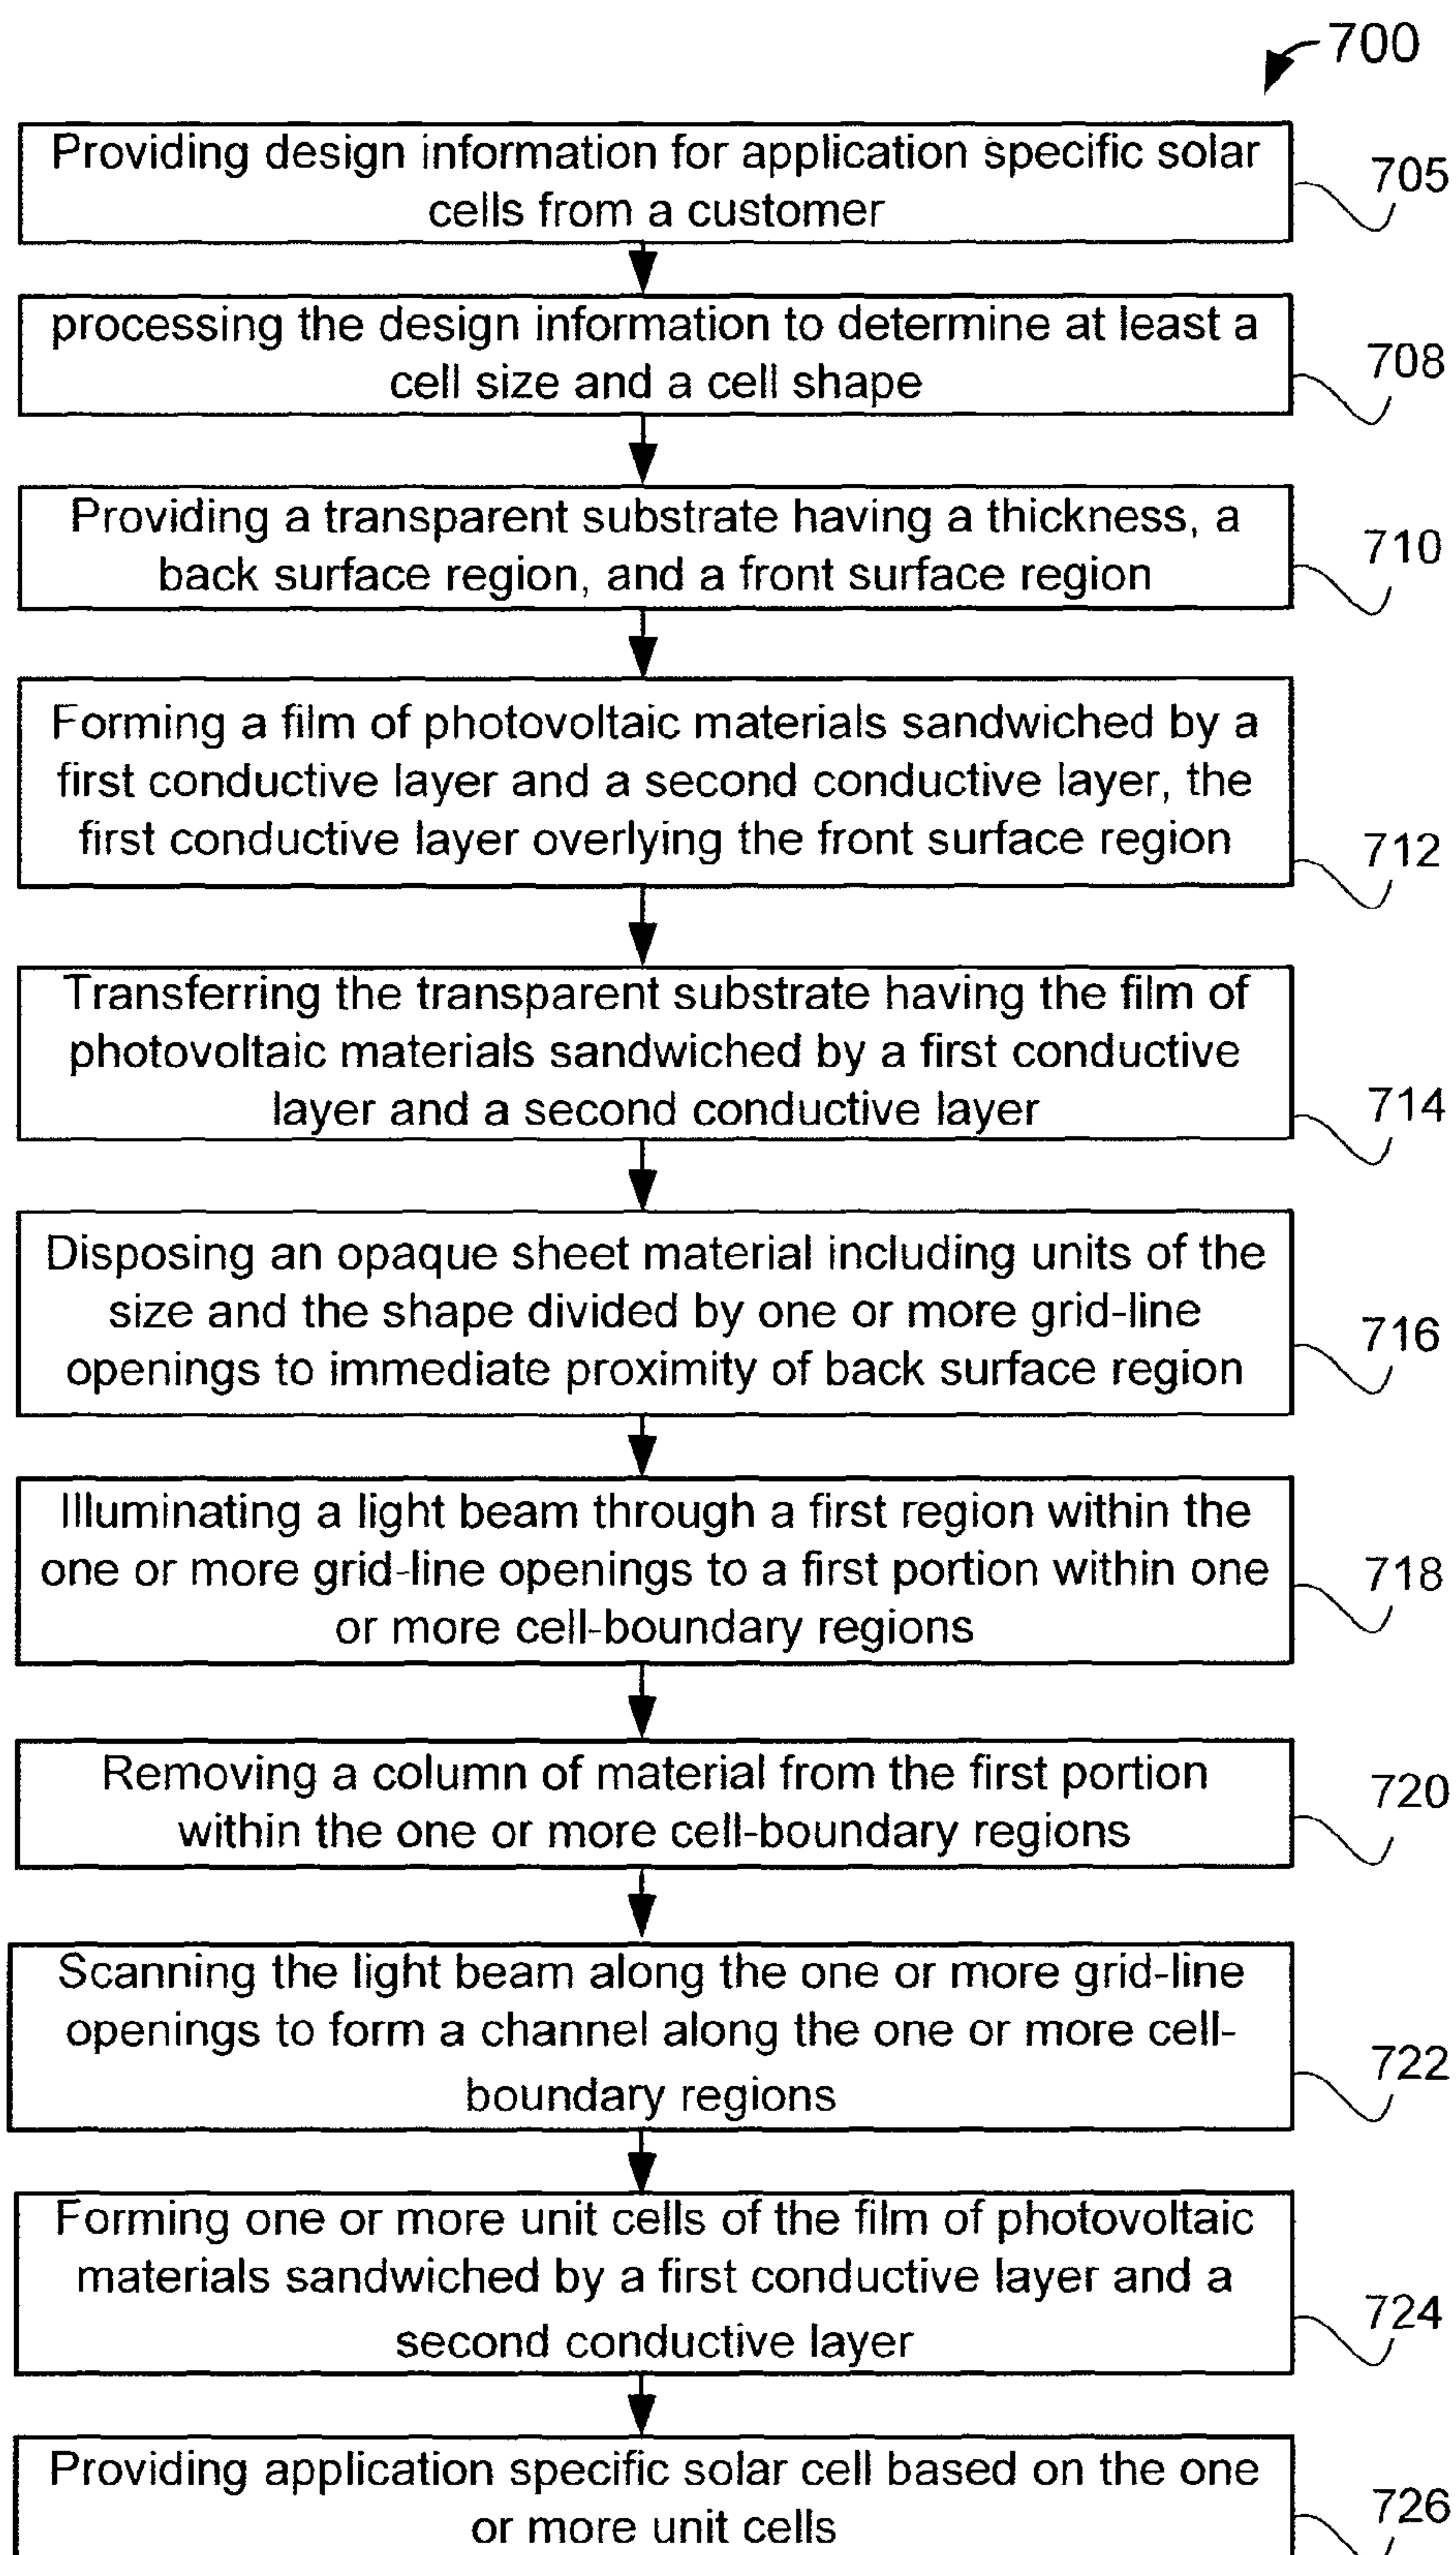 700
Providing design information for application specific solar
cells from a customer
705
processing the design information to determine at least a
cell size and a cell shape
708
Providing a transparent substrate having a thickness, a
back surface region, and a front surface region
710
Forming a film of photovoltaic materials sandwiched by a
first conductive layer and a second conductive layer, the
first conductive layer overlying the front surface region
712
Transferring the transparent substrate having the film of
photovoltaic materials sandwiched by a first conductive
layer and a second conductive layer
714
Disposing an opaque sheet material including units of the
size and the shape divided by one or more grid-line
openings to immediate proximity of back surface region
716
Illuminating a light beam through a first region within the
one or more grid-line openings to a first portion within one
or more cell-boundary regions
718
Removing a column of material from the first portion
within the one or more cell-boundary regions
720
Scanning the light beam along the one or more grid-line
openings to form a channel along the one or more cell-
boundary regions
722
Forming one or more unit cells of the film of photovoltaic
materials sandwiched by a first conductive layer and a
second conductive layer
724
Providing application specific solar cell based on the one
or more unit cells
726